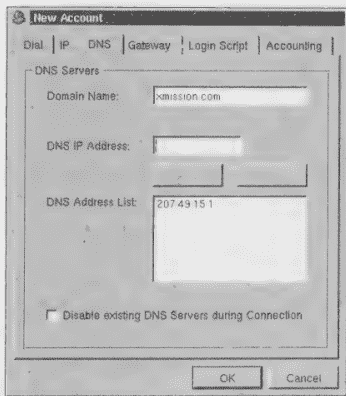 New Account
Dial IP DNS Gateway Login Script Accounting
DNS Servers
Domain Name: xmission.com
DNS IP Address:
DNS Address List: 207.49.15.1
Disable existing DNS Servers during Connection
OK Cancel